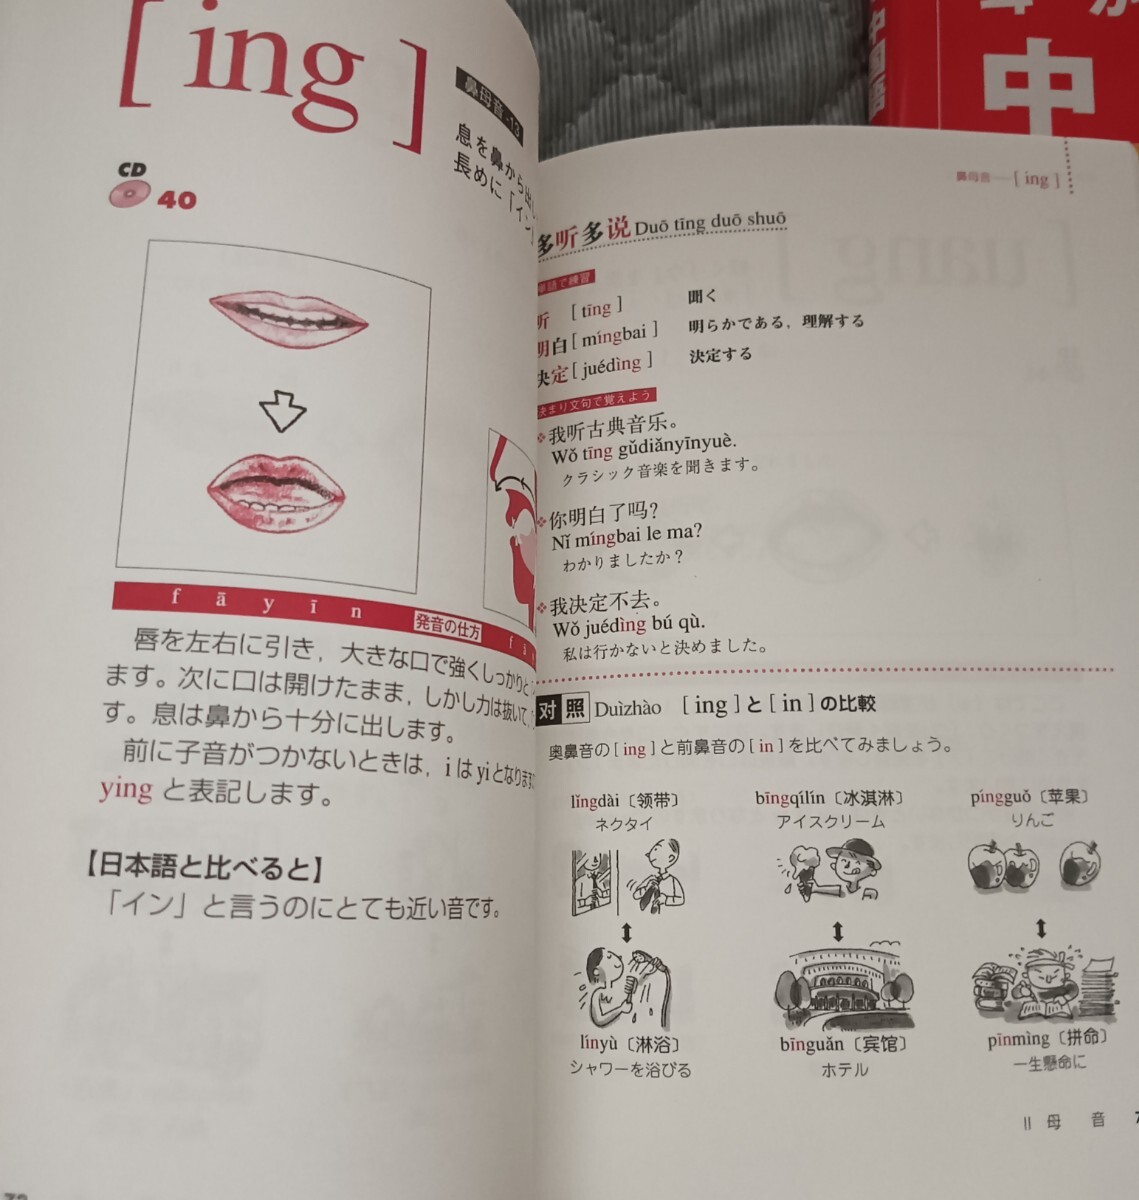 [ing]
鼻母音-13
息を鼻から出
長めに「イ
CD
40
f ā y ī n
発音の仕方
f
唇を左右に引き，大きな口で強くしっかりと
ます。次に口は開けたまま，しかし力は抜いて，
す。息は鼻から十分に出します。
前に子音がつかないときは，iはyiとなります
yingと表記します。
【日本語と比べると】
「イン」と言うのにとても近い音です。
中国語
中
鼻母音—[ing]
多听多说 Duō tīng duō shuō
単語で練習
听 [tīng] 聞く
明白[míngbai] 明らかである，理解する
决定[juédìng] 決定する
決まり文句で覚えよう
我听古典音乐。
Wǒ tīng gǔdiǎnyīnyuè.
クラシック音楽を聞きます。
你明白了吗?
Nǐ míngbai le ma?
わかりましたか？
我决定不去。
Wǒ juédìng bú qù.
私は行かないと決めました。
对照 Duìzhào [ing]と[in]の比較
奥鼻音の[ing]と前鼻音の[in]を比べてみましょう。
lǐngdài〔领带〕 bīngqílín〔冰淇淋〕 píngguǒ〔苹果〕
ネクタイ アイスクリーム りんご
línyù〔淋浴〕 bīnguǎn〔宾馆〕 pīnmìng〔拼命〕
シャワーを浴びる ホテル 一生懸命に
II 母 音